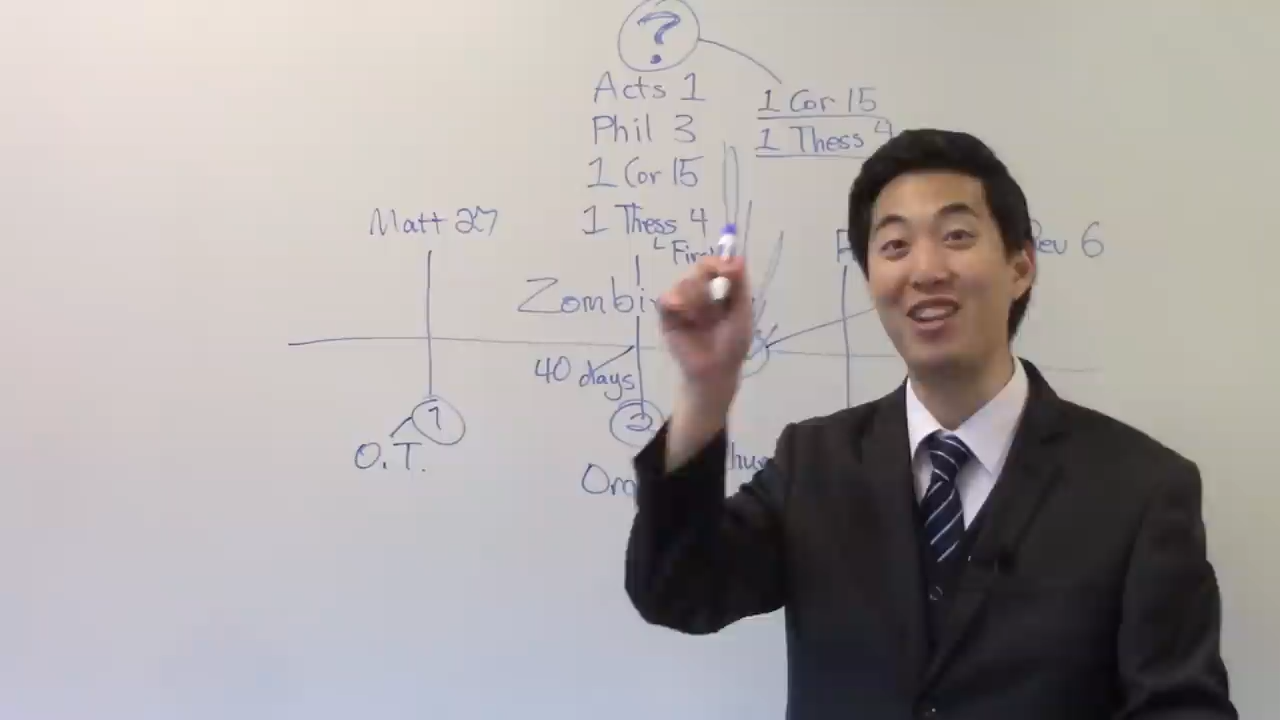 ?
Acts 1
1 Cor 15
Phil 3
1 Thess 4
1 Cor 15
Matt 27
1 Thess 4
Rev 6
40 days
1
2
O.T.